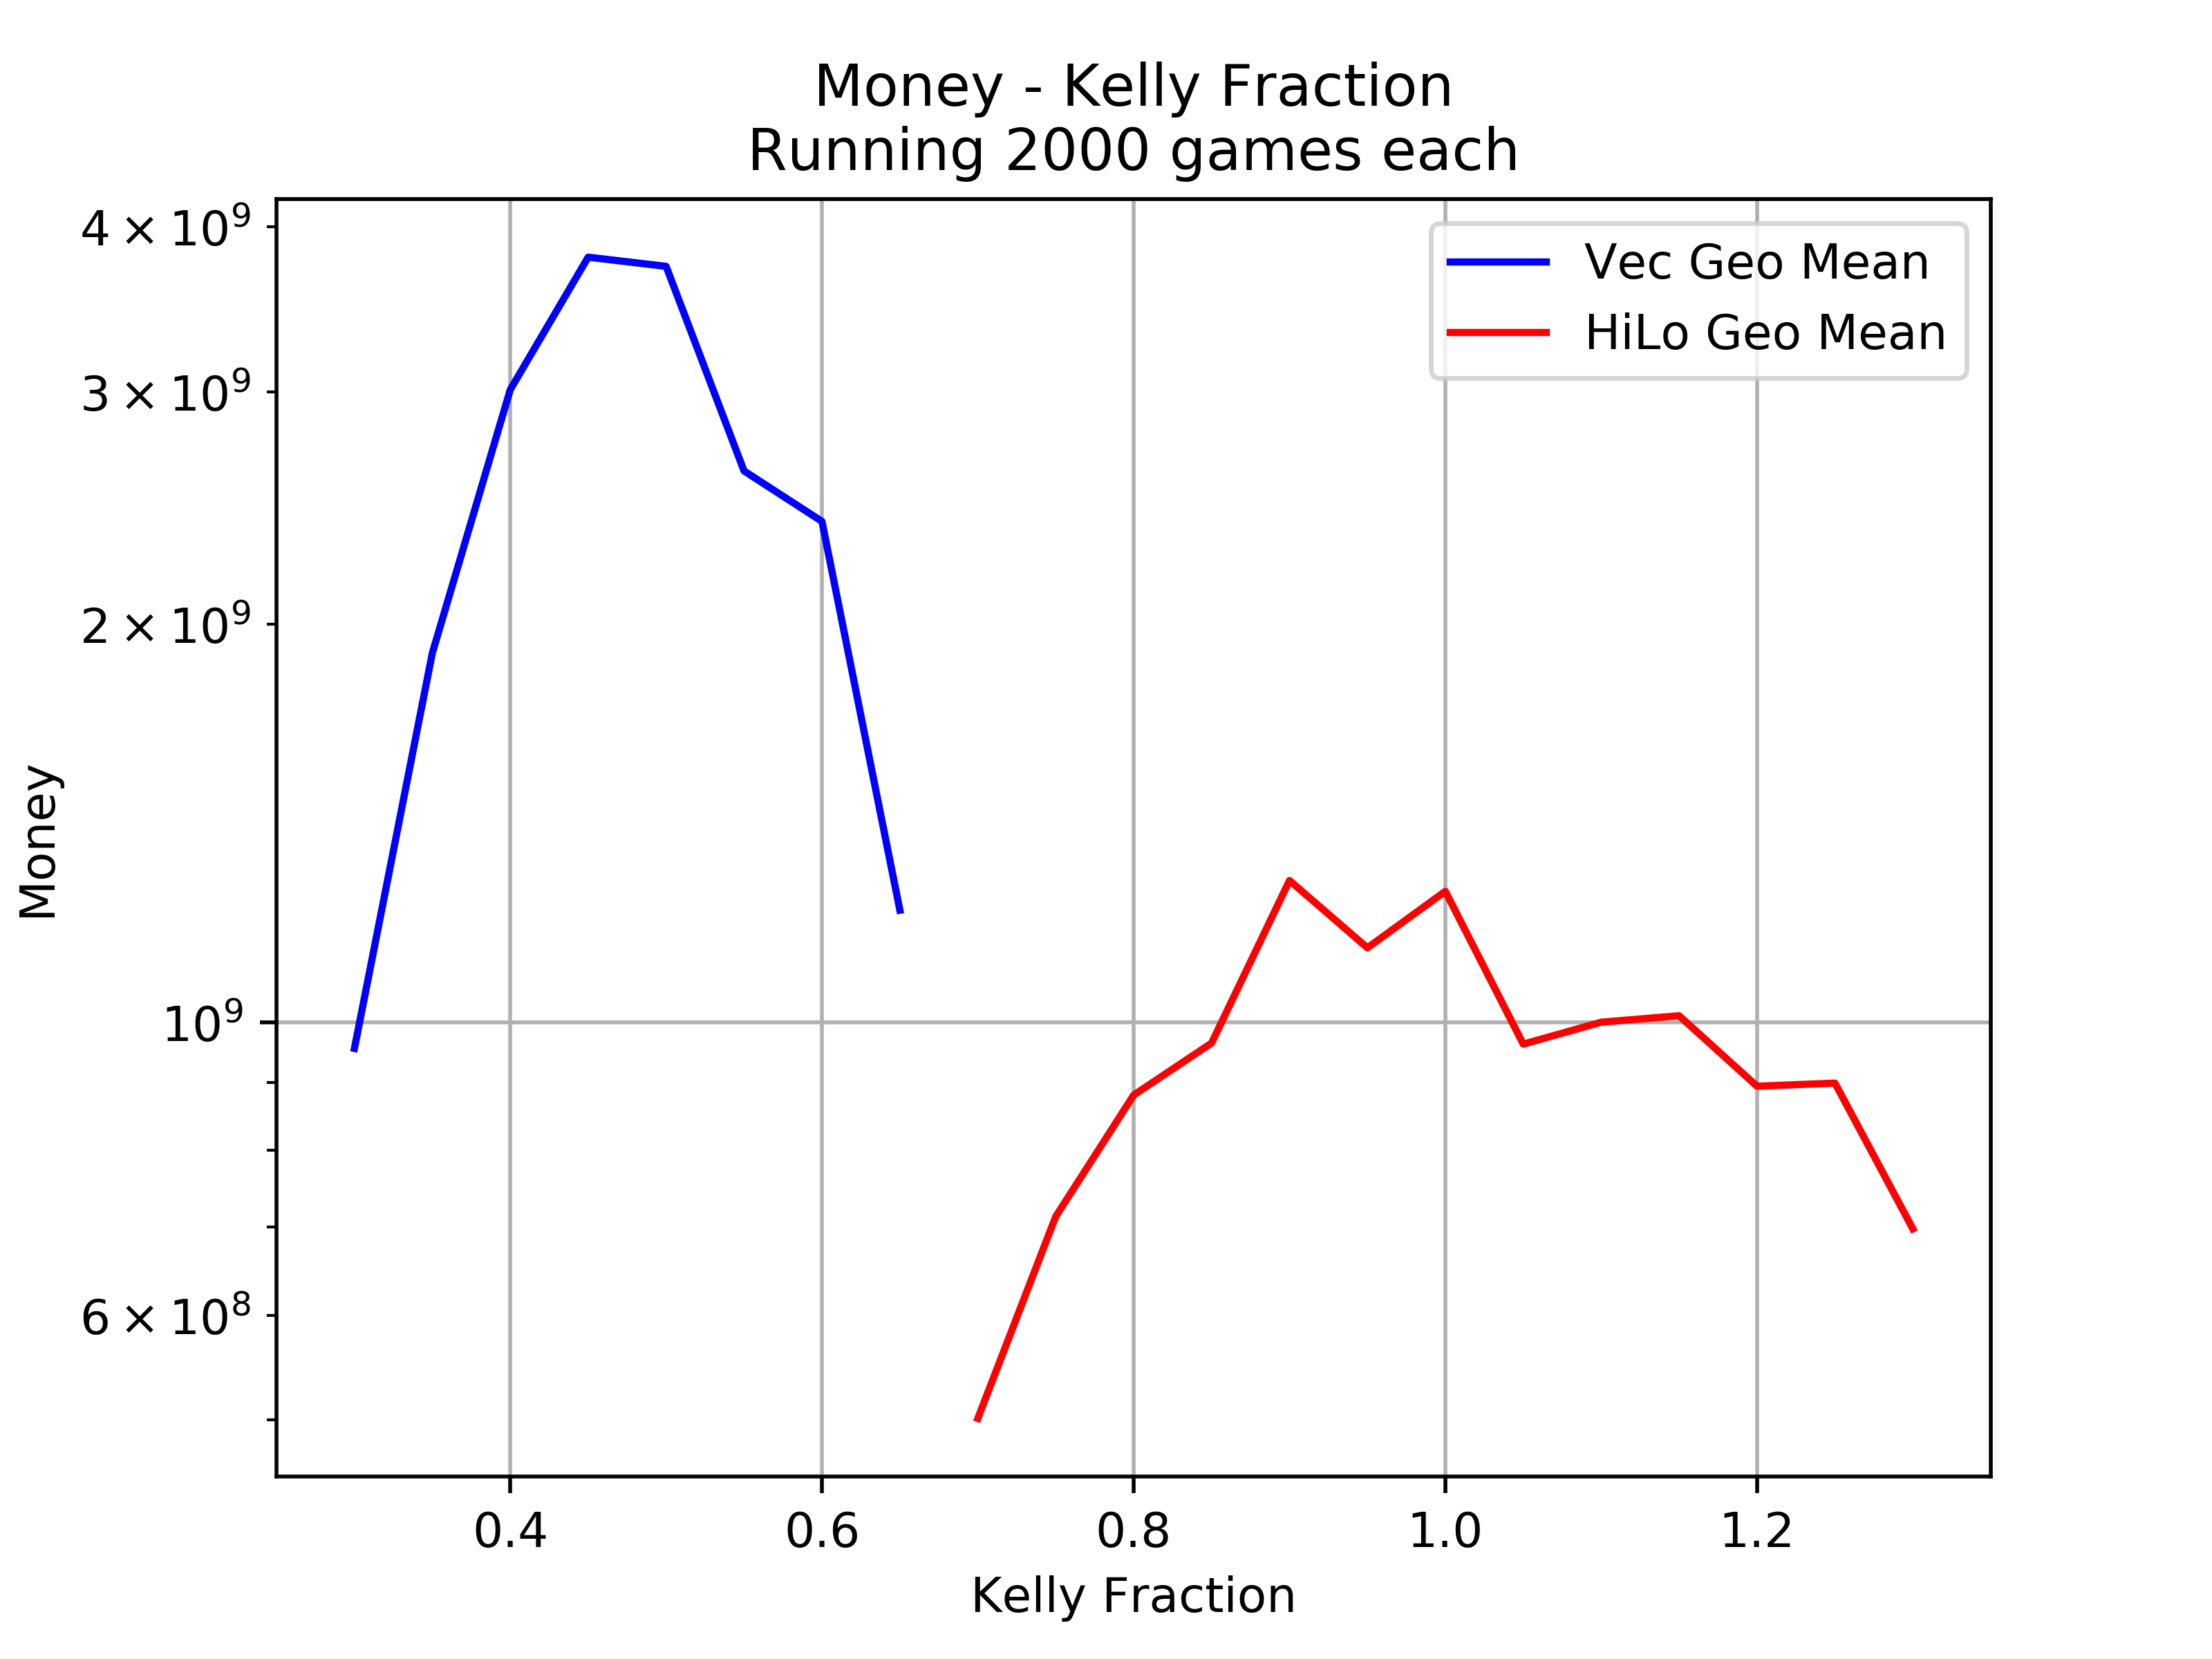 Money - Kelly Fraction
Running 2000 games each
4 × 10⁹
3 × 10⁹
2 × 10⁹
10⁹
6 × 10⁸
Money
Vec Geo Mean
HiLo Geo Mean
0.4 0.6 0.8 1.0 1.2
Kelly Fraction